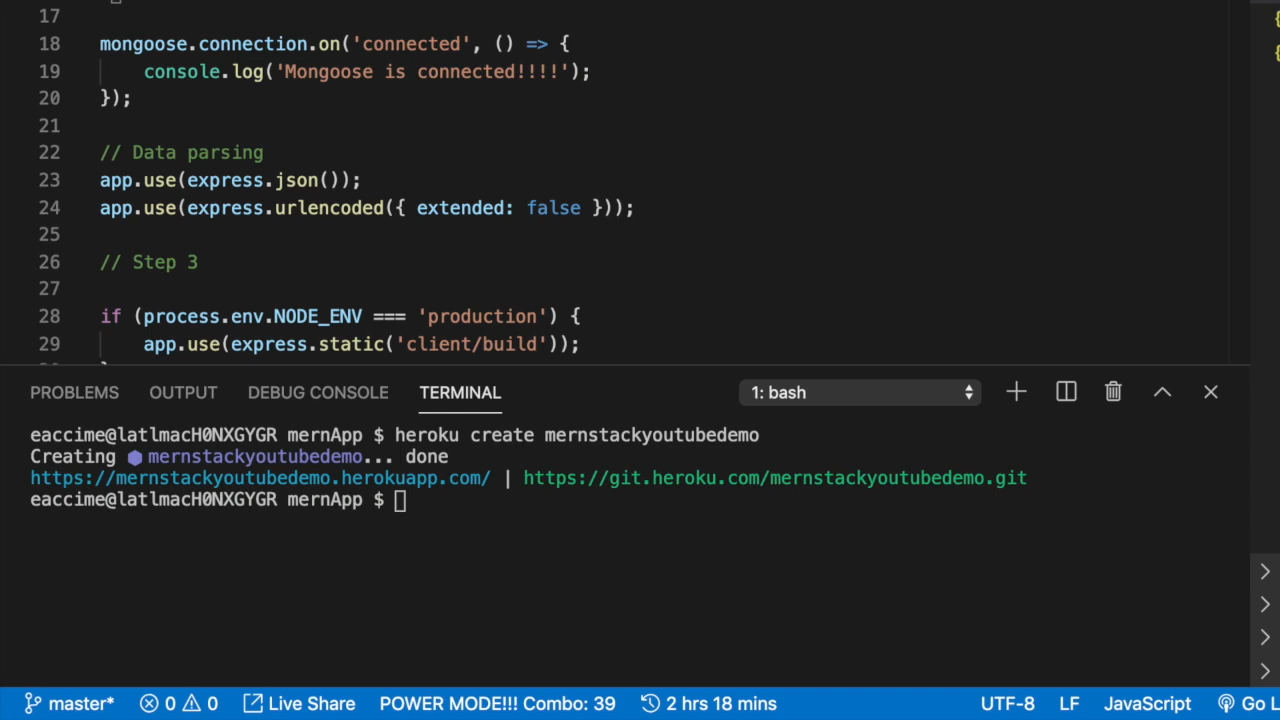 17
18 mongoose.connection.on('connected', () => {
19 console.log('Mongoose is connected!!!!');
20 });
21
22 // Data parsing
23 app.use(express.json());
24 app.use(express.urlencoded({ extended: false }));
25
26 // Step 3
27
28 if (process.env.NODE_ENV === 'production') {
29 app.use(express.static('client/build'));
PROBLEMS OUTPUT DEBUG CONSOLE TERMINAL 1: bash
eaccime@latlmacH0NXGYGR mernApp $ heroku create mernstackyoutubedemo
Creating ⬢ mernstackyoutubedemo... done
https://mernstackyoutubedemo.herokuapp.com/ | https://git.heroku.com/mernstackyoutubedemo.git
eaccime@latlmacH0NXGYGR mernApp $
master* 0 0 Live Share POWER MODE!!! Combo: 39 2 hrs 18 mins UTF-8 LF JavaScript Go L